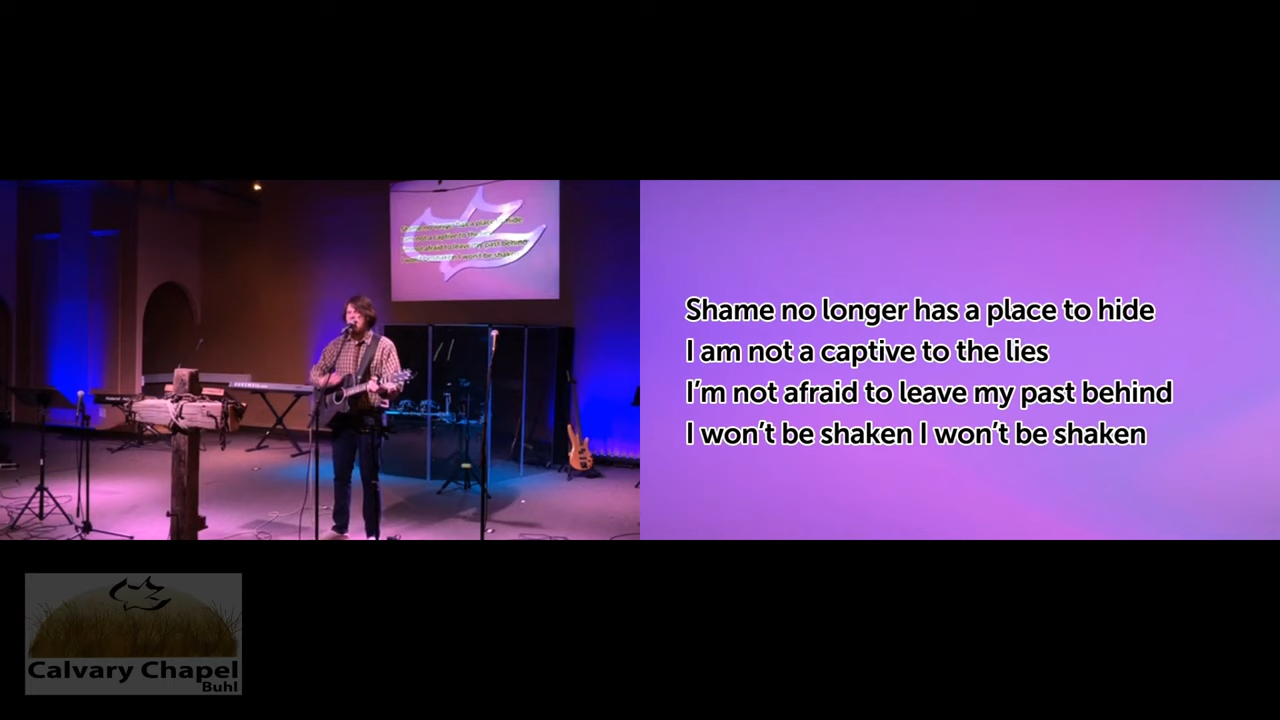 Shame no longer has a place to hide
I am not a captive to the lies
I'm not afraid to leave my past behind
I won't be shaken I won't be shaken
Calvary Chapel
Buhl